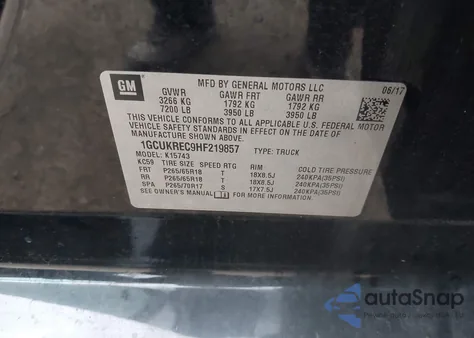 GM
MFD BY GENERAL MOTORS LLC
06/17
GVWR GAWR FRT GAWR RR
3266 KG 1792 KG 1792 KG
7200 LB 3950 LB 3950 LB
THIS VEHICLE CONFORMS TO ALL APPLICABLE U.S. FEDERAL MOTOR
VEHICLE SAFETY STANDARDS IN EFFECT ON THE DATE OF
MANUFACTURE SHOWN ABOVE.
1GCUKREC9HF219857 TYPE: TRUCK
MODEL: K15743
KC59 TIRE SIZE SPEED RTG RIM COLD TIRE PRESSURE
FRT P265/65R18 T 18X8.5J 240KPA(35PSI)
RR P265/65R18 T 18X8.5J 240KPA(35PSI)
SPA P265/70R17 S 17X7.5J 240KPA(35PSI)
SEE OWNER'S MANUAL FOR ADDITIONAL INFORMATION
autoSnap